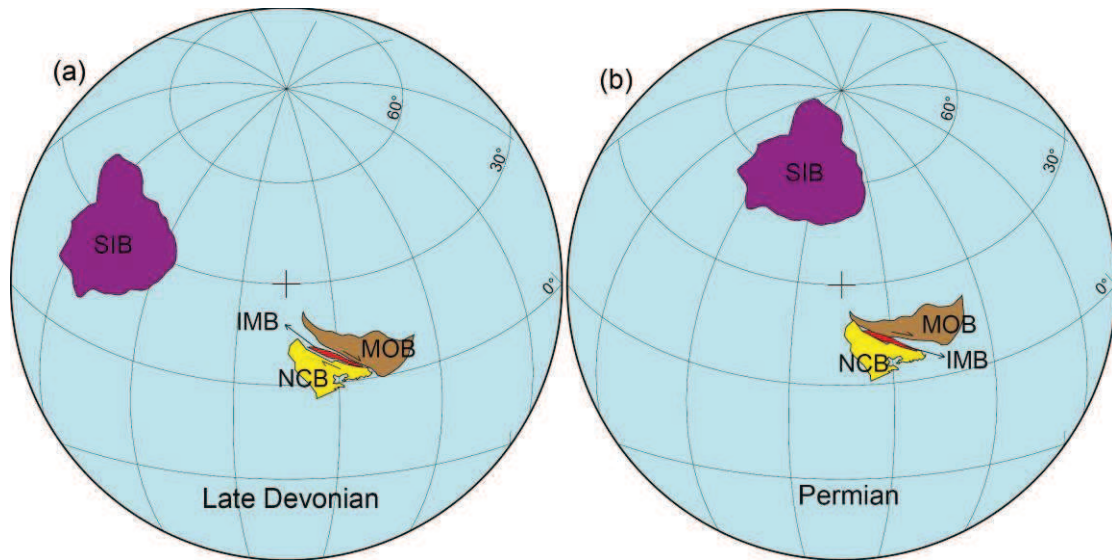 (a)
60°
30°
0°
SIB
IMB
MOB
NCB
Late Devonian
(b)
60°
30°
0°
SIB
MOB
NCB
IMB
Permian